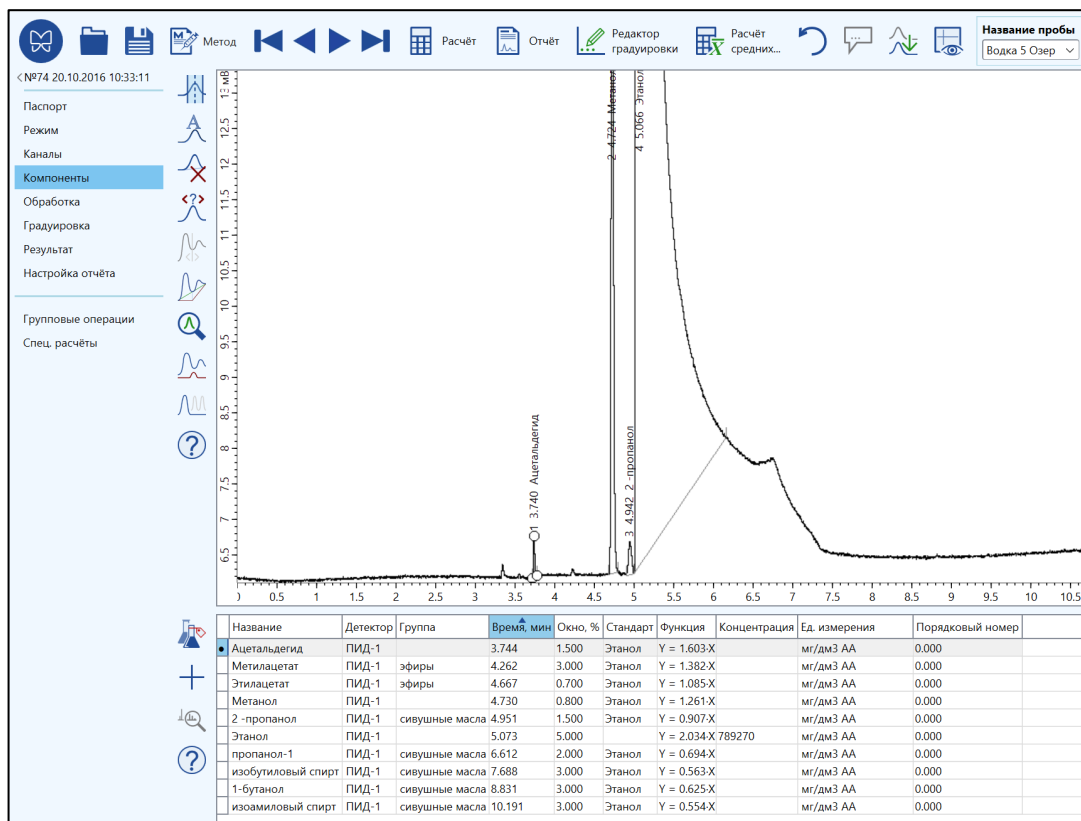 Метод
Расчёт
Отчёт
Редактор
градуировки
Расчёт
средних...
Название пробы
Водка 5 Озер
№74 20.10.2016 10:33:11
Паспорт
Режим
Каналы
Компоненты
Обработка
Градуировка
Результат
Настройка отчёта
Групповые операции
Спец. расчёты
13 мВ
12.5
12
11.5
11
10.5
10
9.5
9
8.5
8
7.5
7
6.5
1 3.740 Ацетальдегид
2 4.724 Метанол
3 4.942 2 -пропанол
4 5.066 Этанол
0 0.5 1 1.5 2 2.5 3 3.5 4 4.5 5 5.5 6 6.5 7 7.5 8 8.5 9 9.5 10 10.5
Название Детектор Группа Время, мин Окно, % Стандарт Функция Концентрация Ед. измерения Порядковый номер
Ацетальдегид ПИД-1 3.744 1.500 Этанол Y = 1.603·X мг/дм3 АА 0.000
Метилацетат ПИД-1 эфиры 4.262 3.000 Этанол Y = 1.382·X мг/дм3 АА 0.000
Этилацетат ПИД-1 эфиры 4.667 0.700 Этанол Y = 1.085·X мг/дм3 АА 0.000
Метанол ПИД-1 4.730 0.800 Этанол Y = 1.261·X мг/дм3 АА 0.000
2 -пропанол ПИД-1 сивушные масла 4.951 1.500 Этанол Y = 0.907·X мг/дм3 АА 0.000
Этанол ПИД-1 5.073 5.000 Y = 2.034·X 789270 мг/дм3 АА 0.000
пропанол-1 ПИД-1 сивушные масла 6.612 2.000 Этанол Y = 0.694·X мг/дм3 АА 0.000
изобутиловый спирт ПИД-1 сивушные масла 7.688 3.000 Этанол Y = 0.563·X мг/дм3 АА 0.000
1-бутанол ПИД-1 сивушные масла 8.831 3.000 Этанол Y = 0.625·X мг/дм3 АА 0.000
изоамиловый спирт ПИД-1 сивушные масла 10.191 3.000 Этанол Y = 0.554·X мг/дм3 АА 0.000